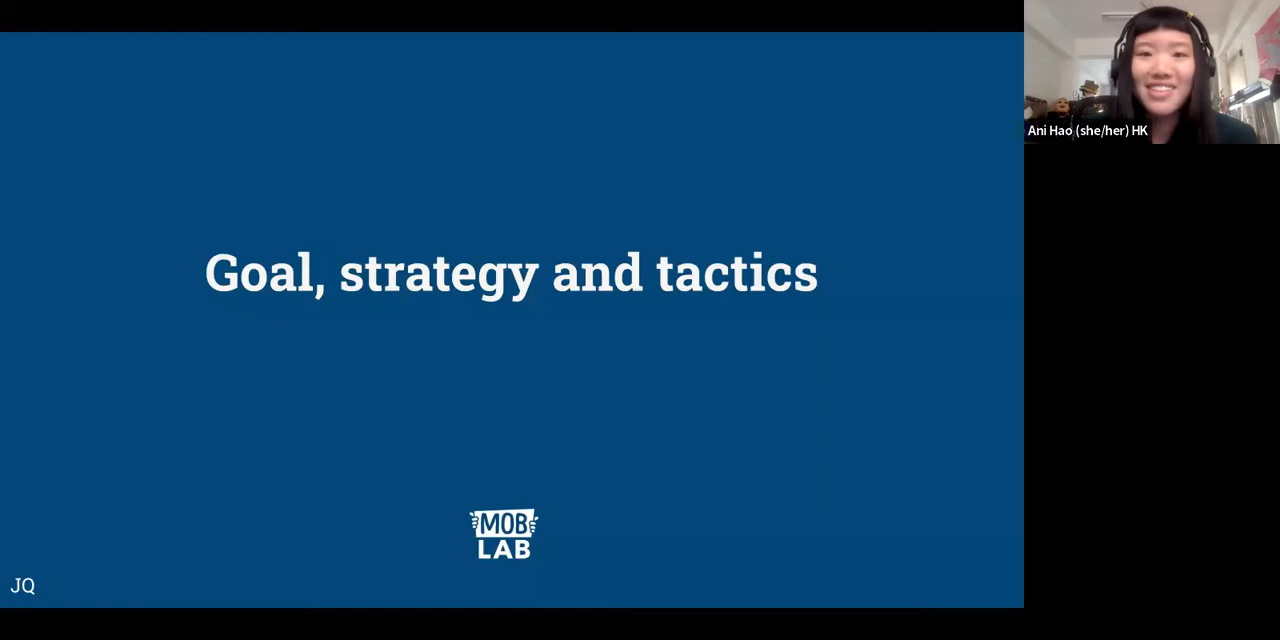 Goal, strategy and tactics
MOB
LAB
JQ
Ani Hao (she/her) HK